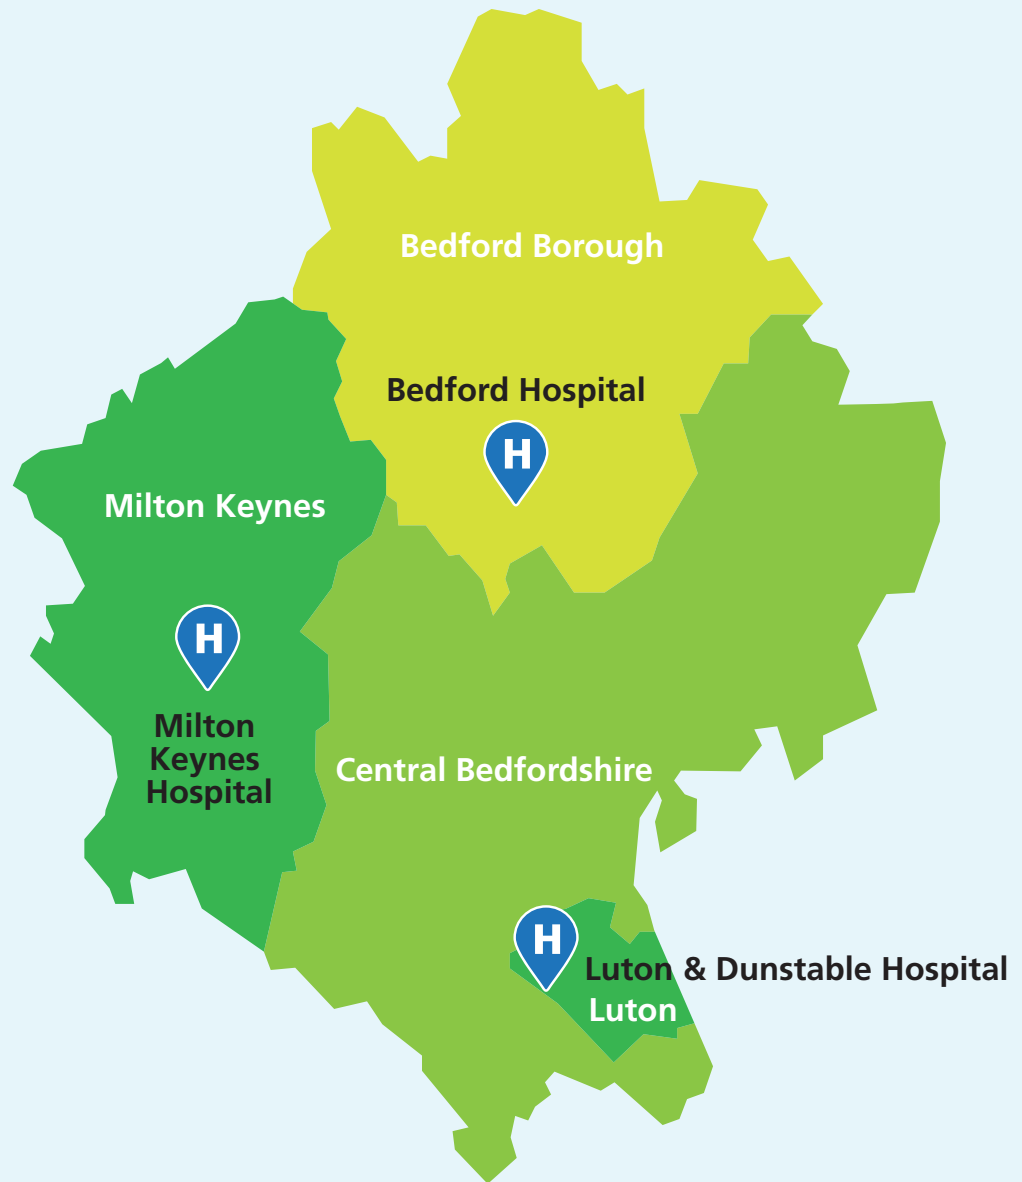 Bedford Borough
Bedford Hospital
H
Milton Keynes
H
Milton
Keynes
Hospital
Central Bedfordshire
H
Luton & Dunstable Hospital
Luton